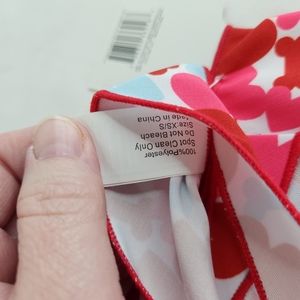 100%Polyester
Spot Clean Only
Do Not Bleach
Size:XS/S
Made in China